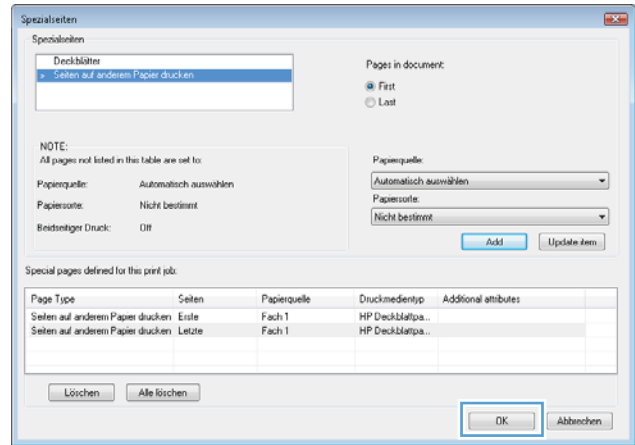 Spezialseiten
Spezialseiten
Deckblätter
Seiten auf anderem Papier drucken
Pages in document:
First
Last
NOTE:
All pages not listed in this table are set to:
Papierquelle: Automatisch auswählen
Papiersorte: Nicht bestimmt
Beidseitiger Druck: Off
Papierquelle:
Automatisch auswählen
Papiersorte:
Nicht bestimmt
Add Update item
Special pages defined for this print job:
Page Type Seiten Papierquelle Druckmedientyp Additional attributes
Seiten auf anderem Papier drucken Erste Fach 1 HP Deckblattpa...
Seiten auf anderem Papier drucken Letzte Fach 1 HP Deckblattpa...
Löschen Alle löschen
OK Abbrechen